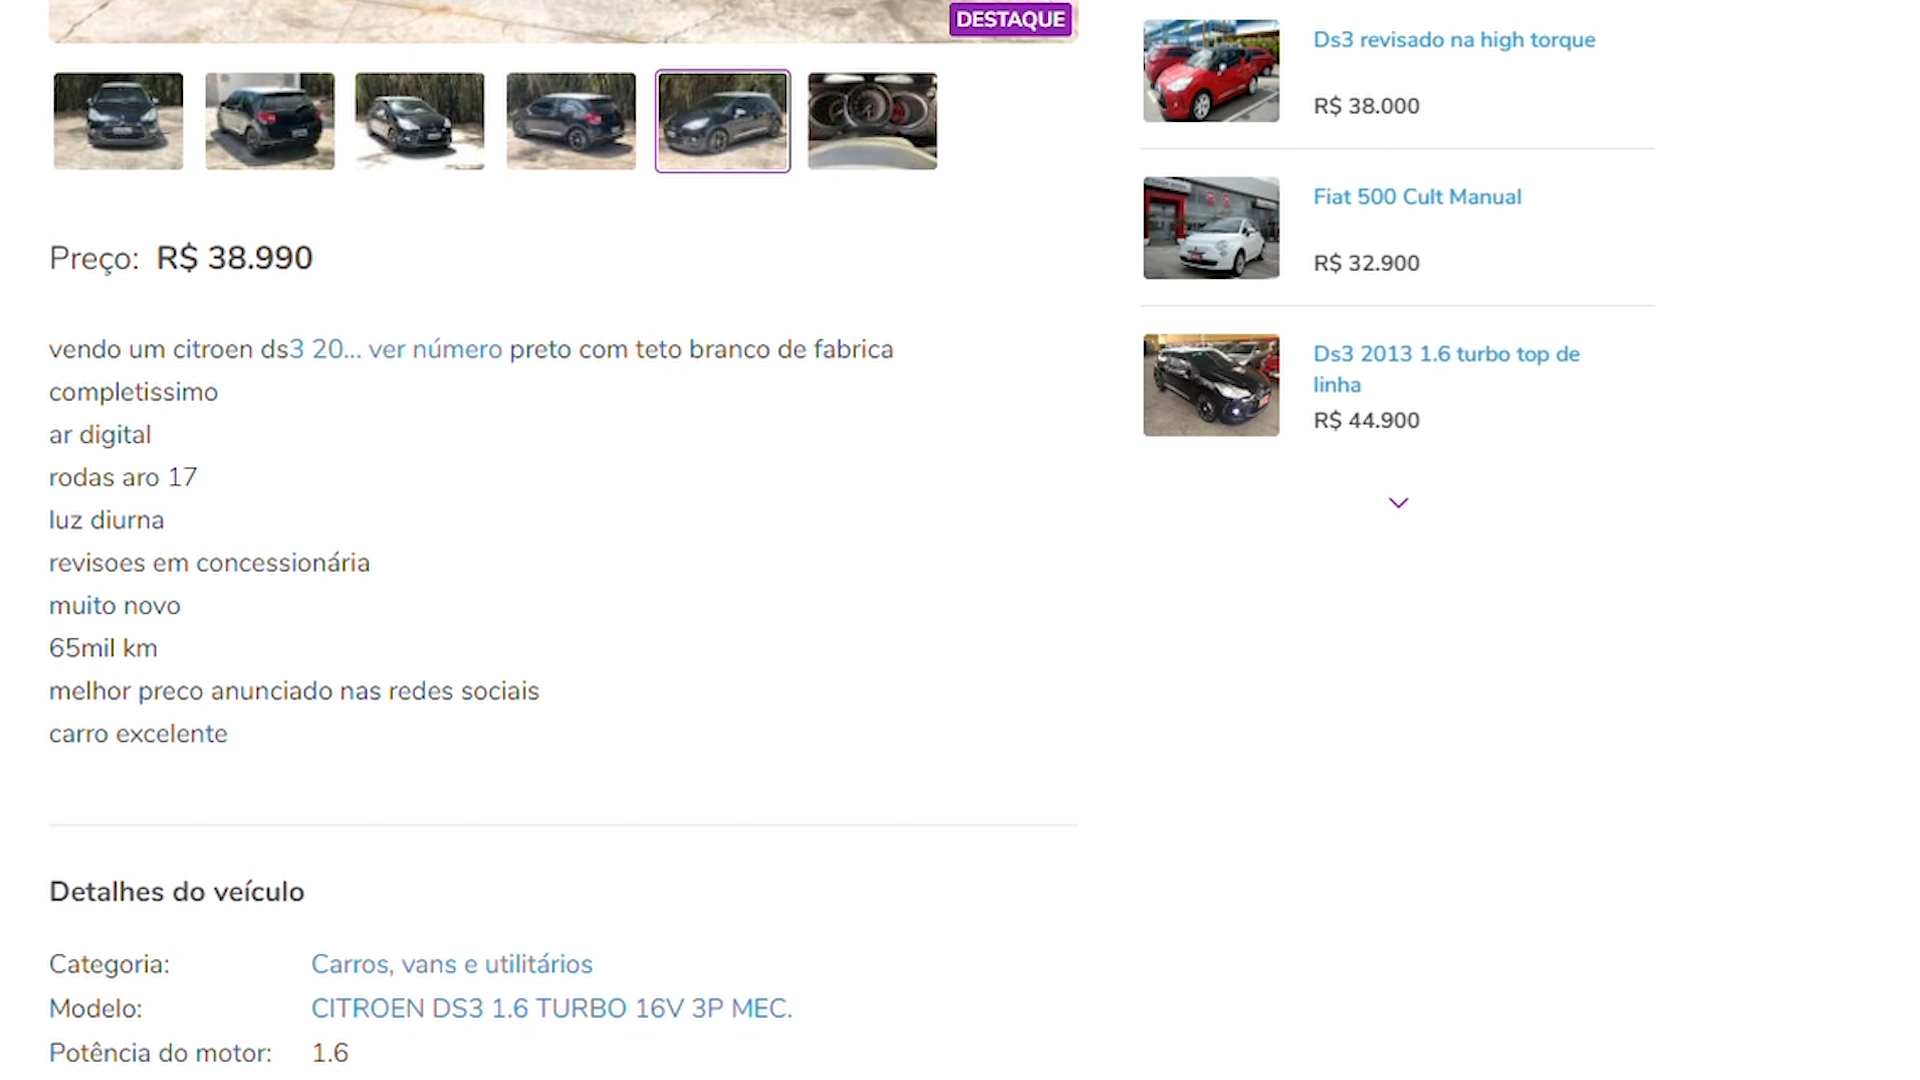 DESTAQUE
Preço: R$ 38.990
vendo um citroen ds3 20... ver número preto com teto branco de fabrica
completissimo
ar digital
rodas aro 17
luz diurna
revisoes em concessionária
muito novo
65mil km
melhor preco anunciado nas redes sociais
carro excelente
Detalhes do veículo
Categoria: Carros, vans e utilitários
Modelo: CITROEN DS3 1.6 TURBO 16V 3P MEC.
Potência do motor: 1.6
Ds3 revisado na high torque
R$ 38.000
Fiat 500 Cult Manual
R$ 32.900
Ds3 2013 1.6 turbo top de
linha
R$ 44.900